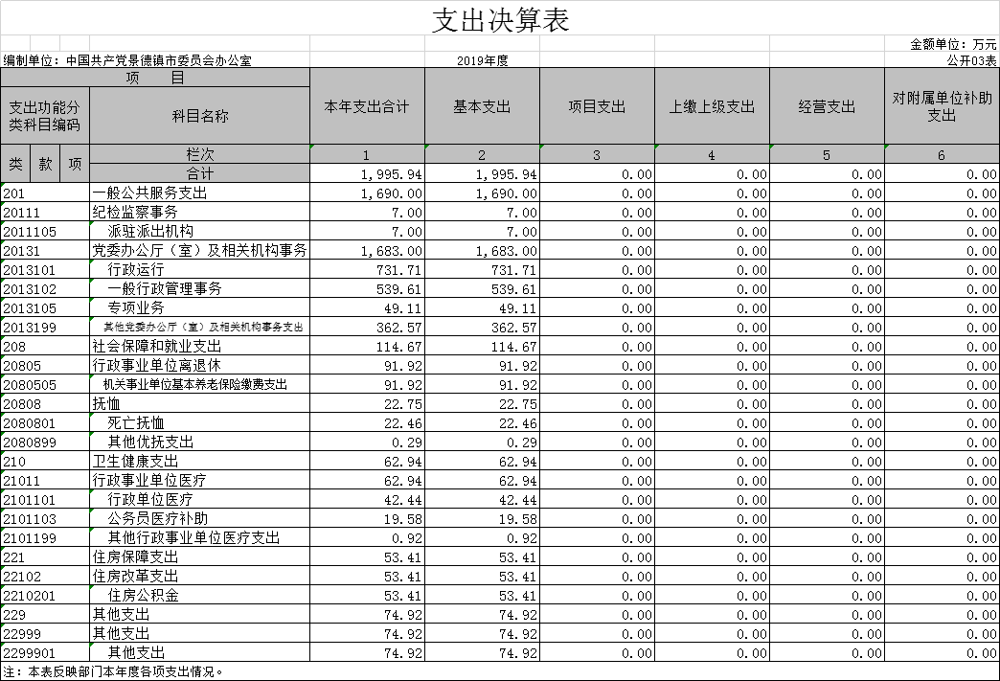 支出决算表
金额单位：万元
编制单位：中国共产党景德镇市委员会办公室 2019年度 公开03表
项 目 本年支出合计 基本支出 项目支出 上缴上级支出 经营支出 对附属单位补助支出
支出功能分类科目编码 科目名称
类 款 项 栏次 1 2 3 4 5 6
合计 1,995.94 1,995.94 0.00 0.00 0.00 0.00
201 一般公共服务支出 1,690.00 1,690.00 0.00 0.00 0.00 0.00
20111 纪检监察事务 7.00 7.00 0.00 0.00 0.00 0.00
2011105 派驻派出机构 7.00 7.00 0.00 0.00 0.00 0.00
20131 党委办公厅（室）及相关机构事务 1,683.00 1,683.00 0.00 0.00 0.00 0.00
2013101 行政运行 731.71 731.71 0.00 0.00 0.00 0.00
2013102 一般行政管理事务 539.61 539.61 0.00 0.00 0.00 0.00
2013105 专项业务 49.11 49.11 0.00 0.00 0.00 0.00
2013199 其他党委办公厅（室）及相关机构事务支出 362.57 362.57 0.00 0.00 0.00 0.00
208 社会保障和就业支出 114.67 114.67 0.00 0.00 0.00 0.00
20805 行政事业单位离退休 91.92 91.92 0.00 0.00 0.00 0.00
2080505 机关事业单位基本养老保险缴费支出 91.92 91.92 0.00 0.00 0.00 0.00
20808 抚恤 22.75 22.75 0.00 0.00 0.00 0.00
2080801 死亡抚恤 22.46 22.46 0.00 0.00 0.00 0.00
2080899 其他优抚支出 0.29 0.29 0.00 0.00 0.00 0.00
210 卫生健康支出 62.94 62.94 0.00 0.00 0.00 0.00
21011 行政事业单位医疗 62.94 62.94 0.00 0.00 0.00 0.00
2101101 行政单位医疗 42.44 42.44 0.00 0.00 0.00 0.00
2101103 公务员医疗补助 19.58 19.58 0.00 0.00 0.00 0.00
2101199 其他行政事业单位医疗支出 0.92 0.92 0.00 0.00 0.00 0.00
221 住房保障支出 53.41 53.41 0.00 0.00 0.00 0.00
22102 住房改革支出 53.41 53.41 0.00 0.00 0.00 0.00
2210201 住房公积金 53.41 53.41 0.00 0.00 0.00 0.00
229 其他支出 74.92 74.92 0.00 0.00 0.00 0.00
22999 其他支出 74.92 74.92 0.00 0.00 0.00 0.00
2299901 其他支出 74.92 74.92 0.00 0.00 0.00 0.00
注：本表反映部门本年度各项支出情况。